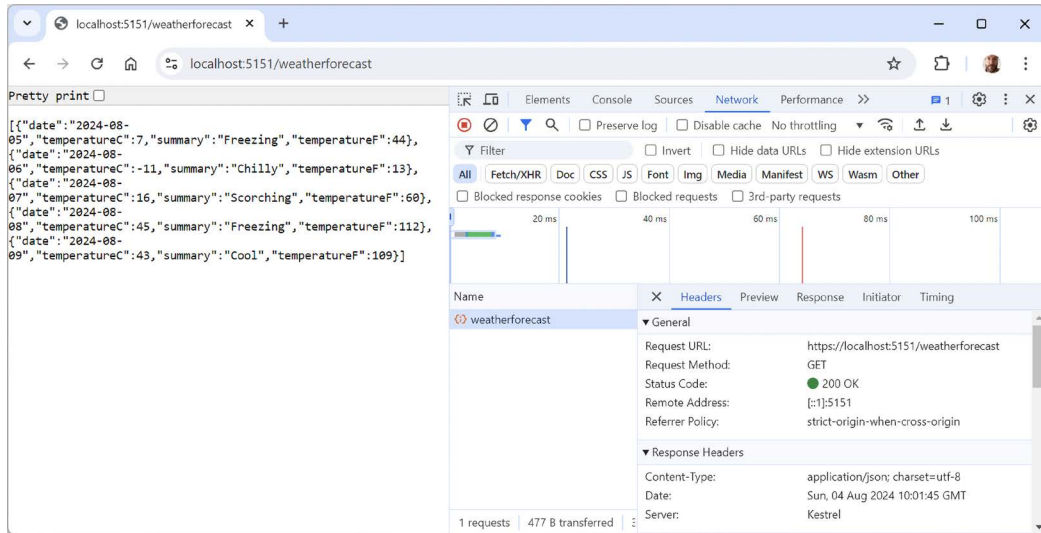 localhost:5151/weatherforecast
localhost:5151/weatherforecast
Pretty print
[{"date":"2024-08-
05","temperatureC":7,"summary":"Freezing","temperatureF":44},
{"date":"2024-08-
06","temperatureC":-11,"summary":"Chilly","temperatureF":13},
{"date":"2024-08-
07","temperatureC":16,"summary":"Scorching","temperatureF":60},
{"date":"2024-08-
08","temperatureC":45,"summary":"Freezing","temperatureF":112},
{"date":"2024-08-
09","temperatureC":43,"summary":"Cool","temperatureF":109}]
Elements Console Sources Network Performance 1
Preserve log Disable cache No throttling
Filter Invert Hide data URLs Hide extension URLs
All Fetch/XHR Doc CSS JS Font Img Media Manifest WS Wasm Other
Blocked response cookies Blocked requests 3rd-party requests
20 ms 40 ms 60 ms 80 ms 100 ms
Name
weatherforecast
1 requests 477 B transferred
Headers Preview Response Initiator Timing
General
Request URL: https://localhost:5151/weatherforecast
Request Method: GET
Status Code: 200 OK
Remote Address: [::1]:5151
Referrer Policy: strict-origin-when-cross-origin
Response Headers
Content-Type: application/json; charset=utf-8
Date: Sun, 04 Aug 2024 10:01:45 GMT
Server: Kestrel